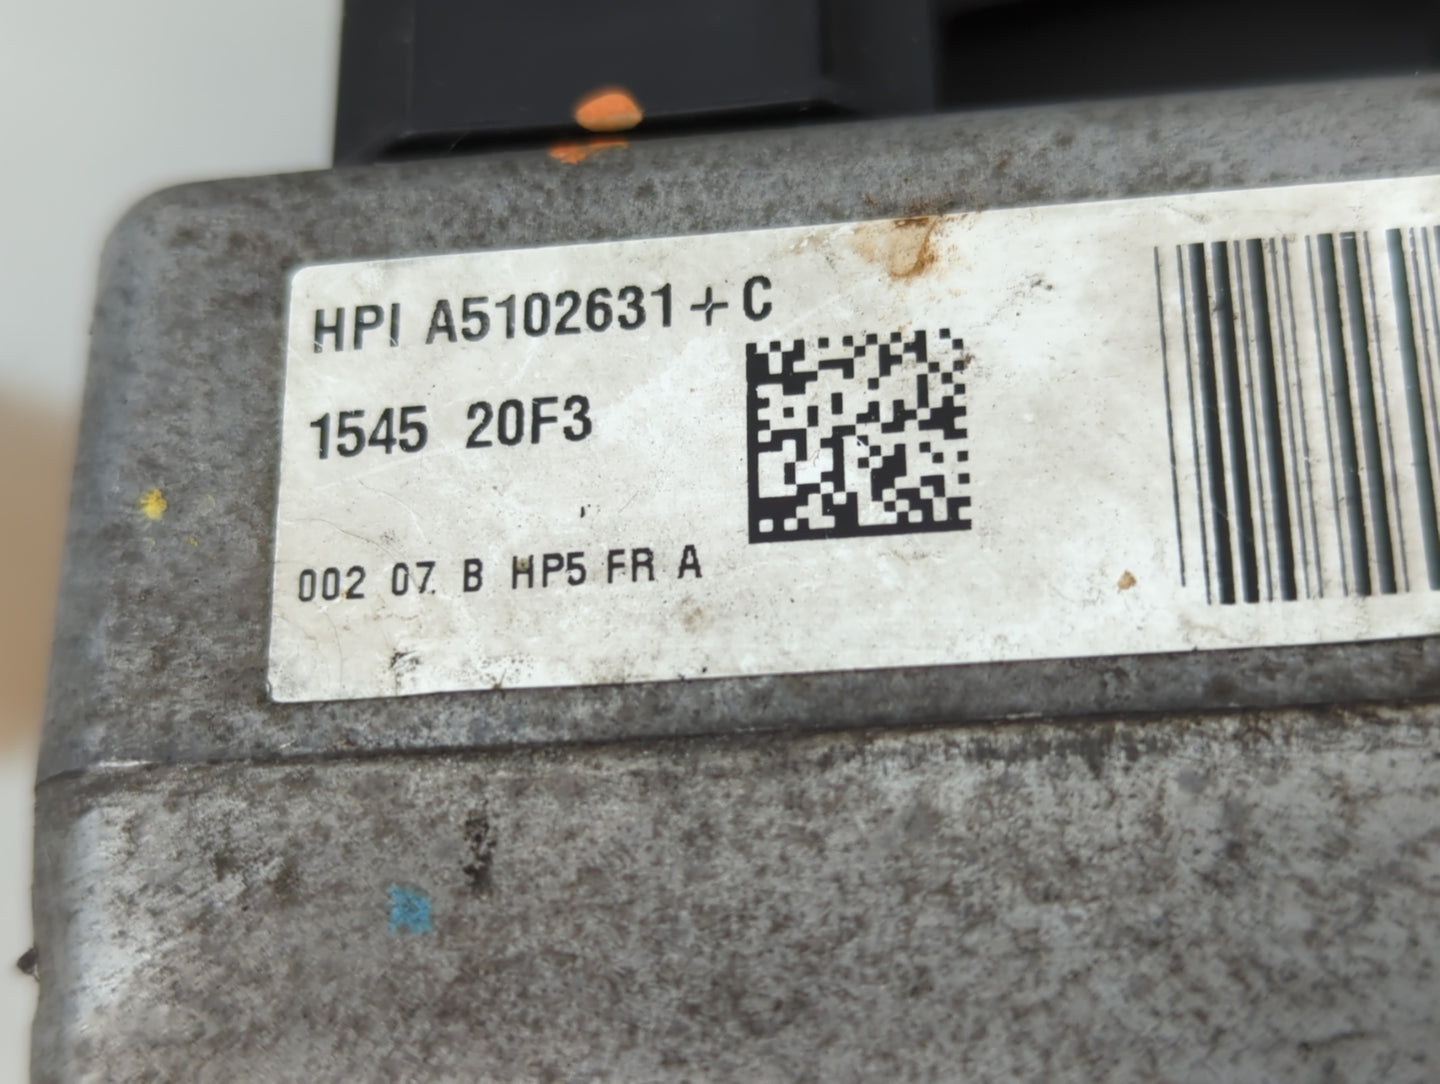 HPI A5102631+C
1545 20F3
002 07 B HP5 FR A